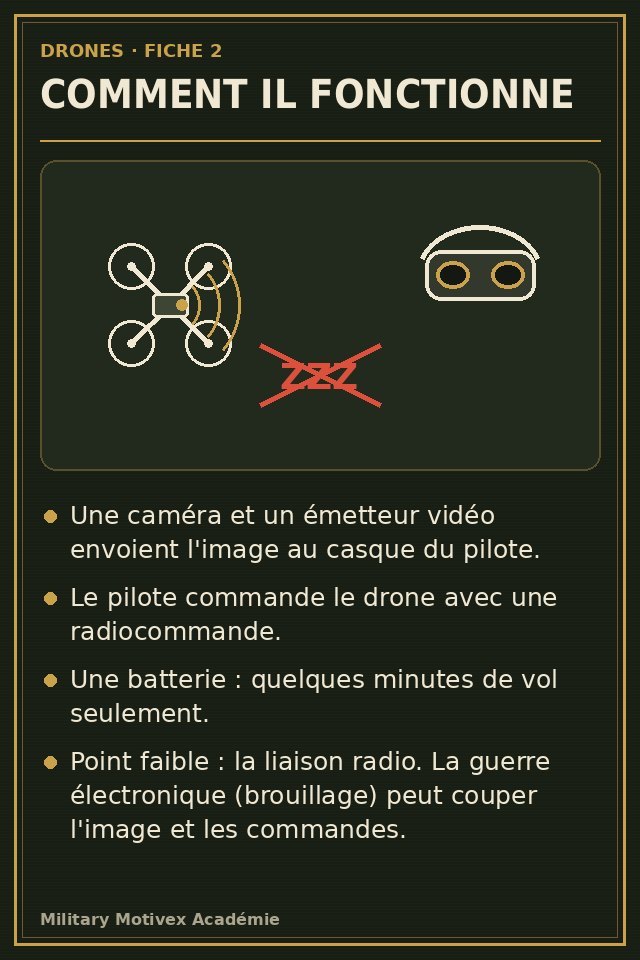 DRONES · FICHE 2
COMMENT IL FONCTIONNE
ZZZ
Une caméra et un émetteur vidéo
envoient l'image au casque du pilote.
Le pilote commande le drone avec une
radiocommande.
Une batterie : quelques minutes de vol
seulement.
Point faible : la liaison radio. La guerre
électronique (brouillage) peut couper
l'image et les commandes.
Military Motivex Académie